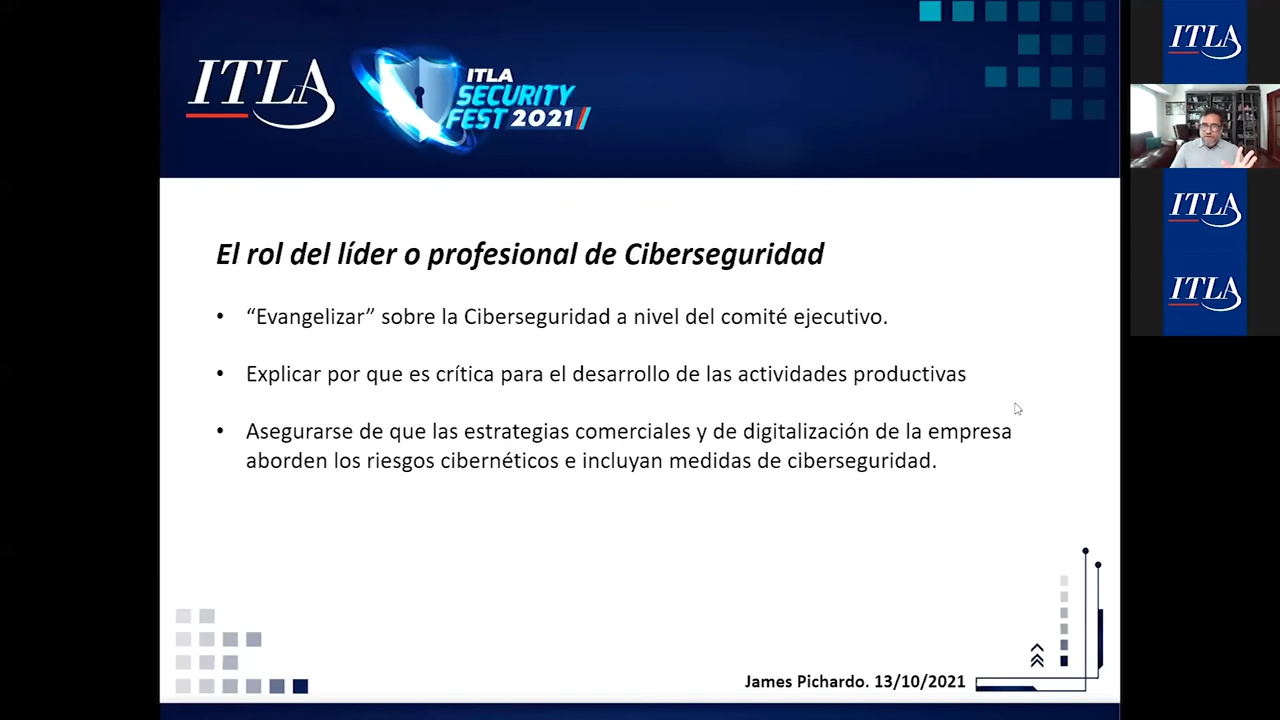 ITLA
ITLA
SECURITY
FEST 2021
El rol del líder o profesional de Ciberseguridad
• “Evangelizar” sobre la Ciberseguridad a nivel del comité ejecutivo.
• Explicar por que es crítica para el desarrollo de las actividades productivas
• Asegurarse de que las estrategias comerciales y de digitalización de la empresa
aborden los riesgos cibernéticos e incluyan medidas de ciberseguridad.
James Pichardo. 13/10/2021
ITLA
ITLA
ITLA